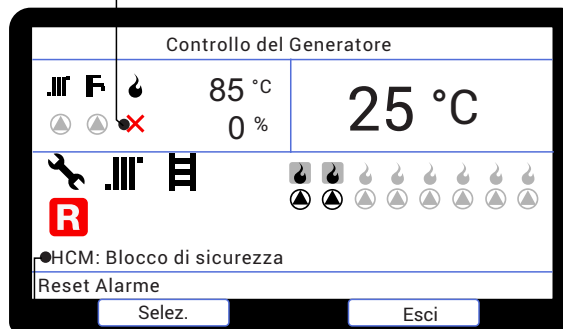 Controllo del Generatore
85 °C
0 %
25 °C
R
HCM: Blocco di sicurezza
Reset Alarme
Selez.
Esci